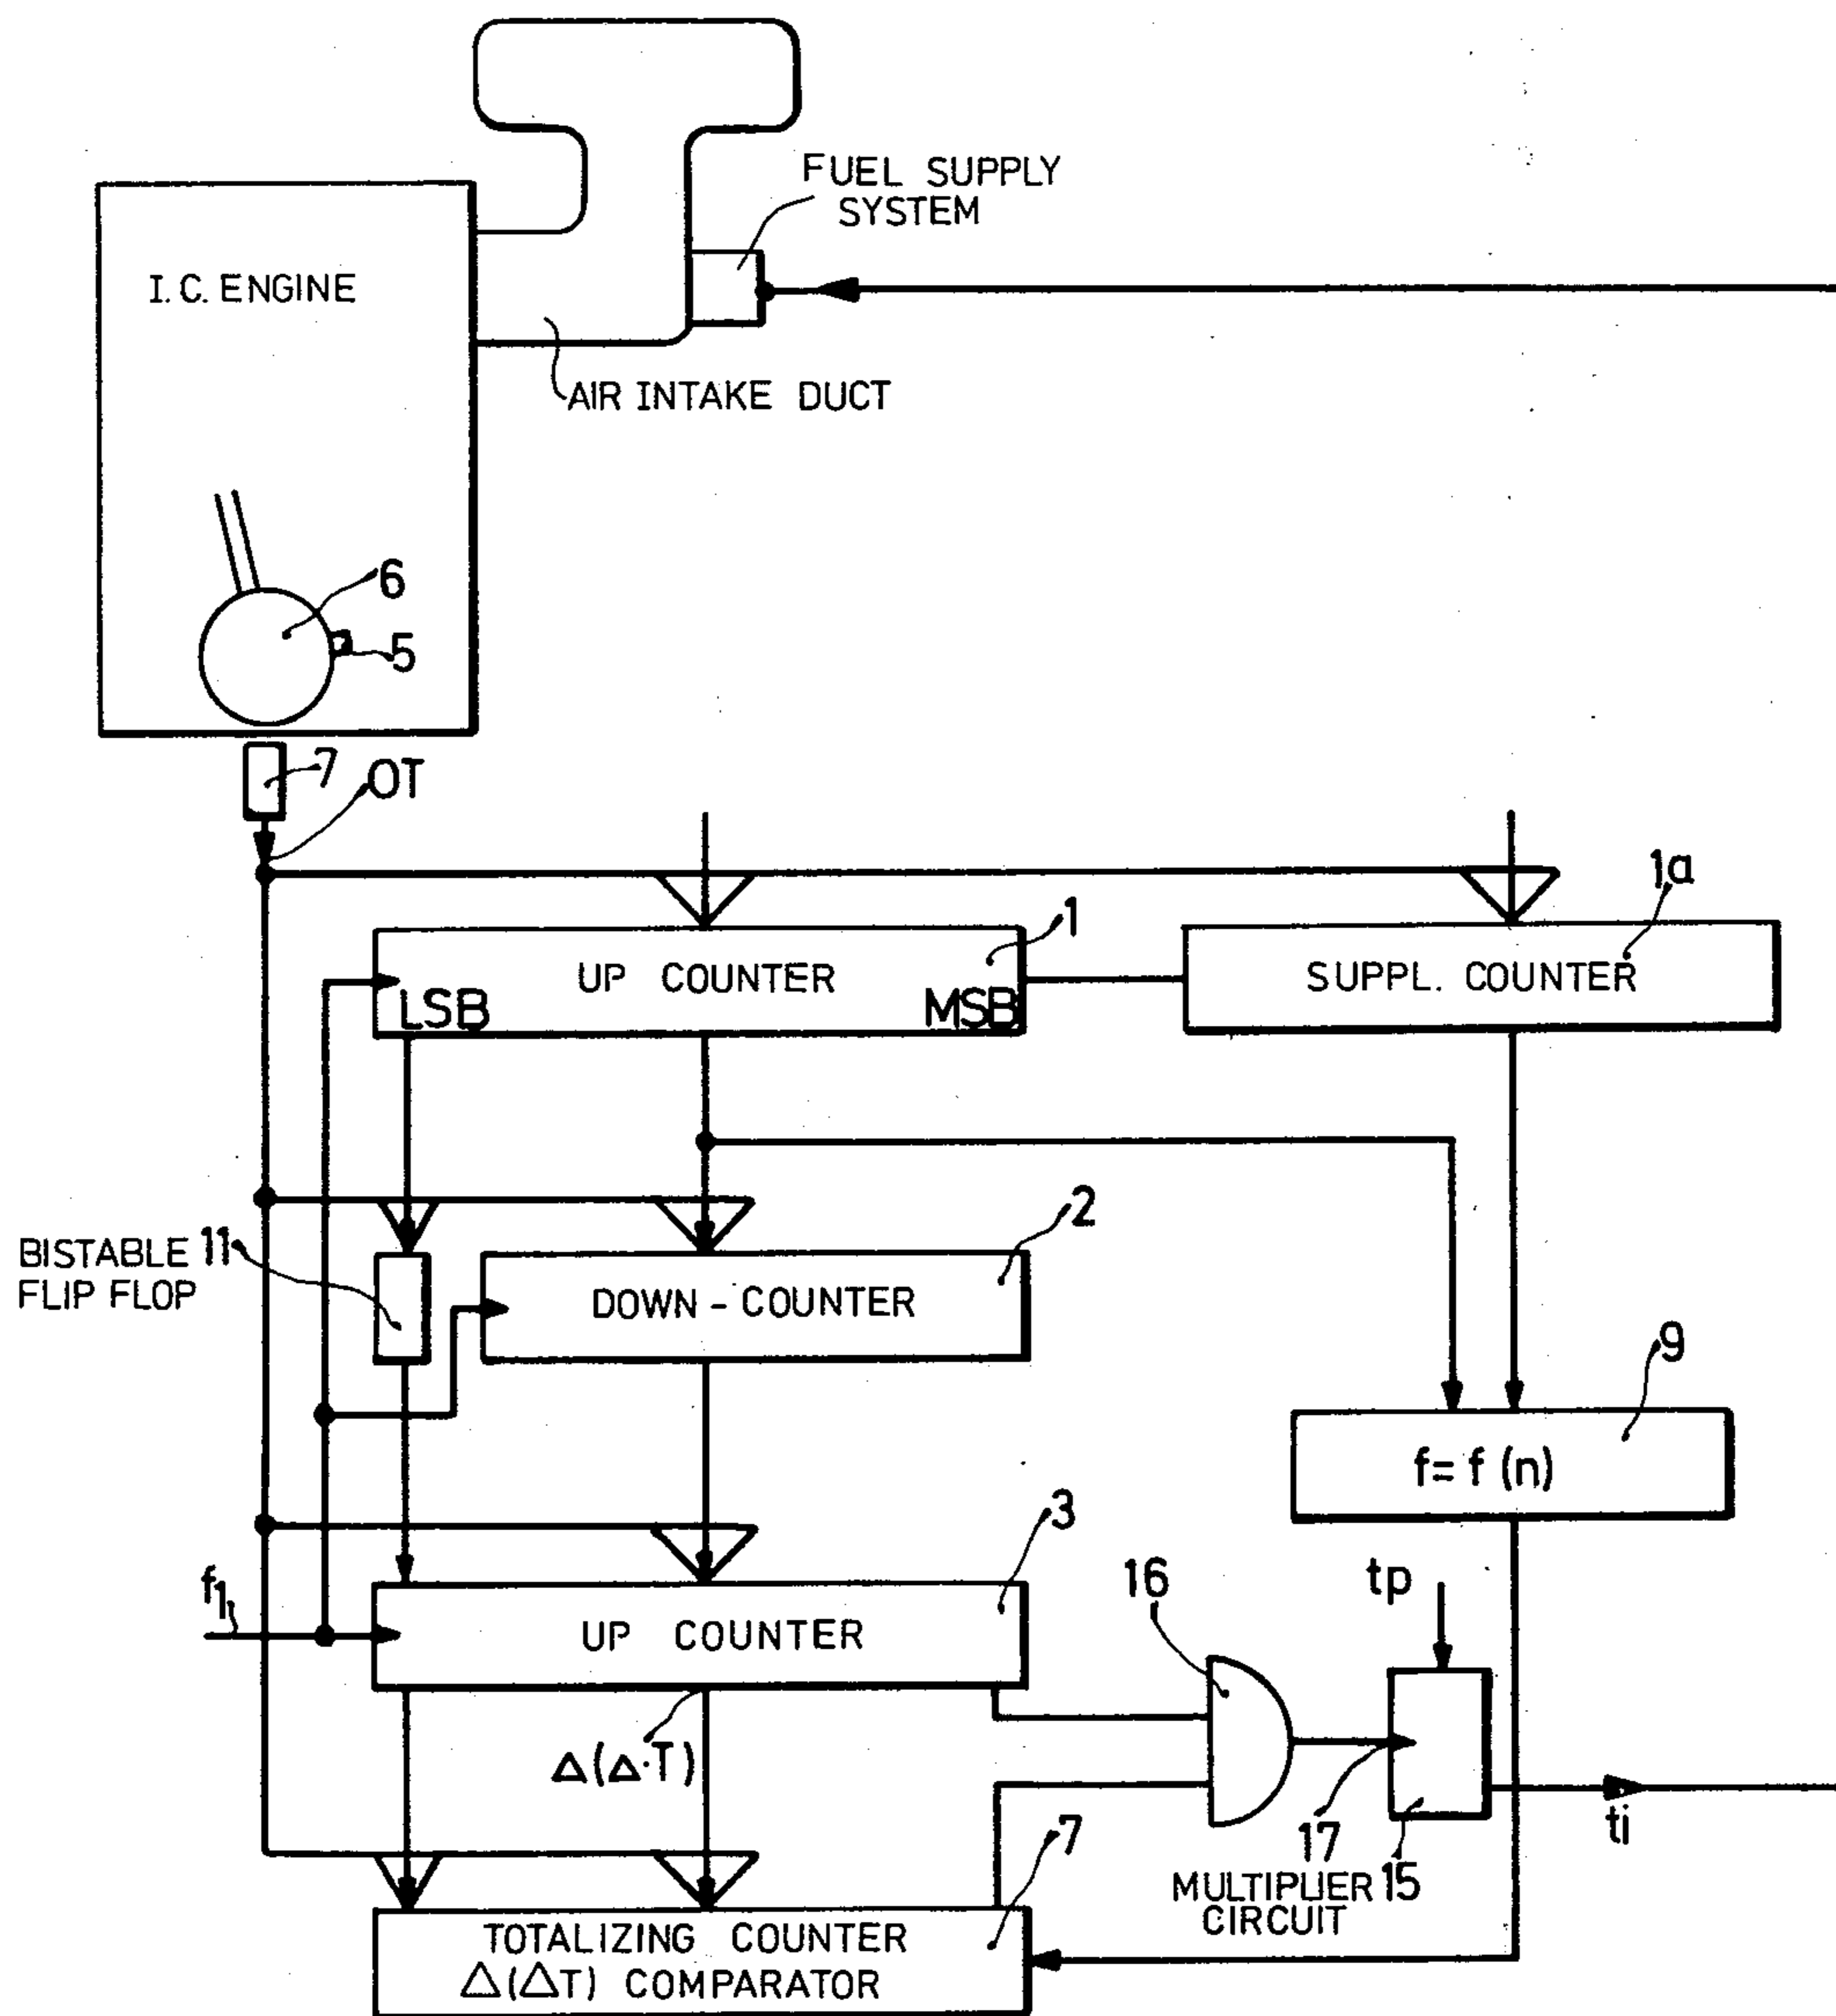 FUEL SUPPLY
SYSTEM
I.C. ENGINE
AIR INTAKE DUCT
6
5
7
OT
1a
1
UP COUNTER
LSB
MSB
SUPPL. COUNTER
2
BISTABLE 11
FLIP FLOP
DOWN - COUNTER
9
f = f (n)
3
f1
16
tp
UP COUNTER
Δ(Δ·T)
17
ti
7
MULTIPLIER 15
CIRCUIT
TOTALIZING COUNTER
Δ(ΔT) COMPARATOR